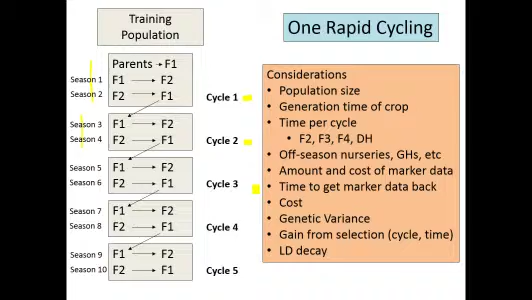 Training
Population
One Rapid Cycling
Parents → F1
Season 1 F1 → F2
Season 2 F2 → F1 Cycle 1
Season 3 F1 → F2
Season 4 F2 → F1 Cycle 2
Season 5 F1 → F2
Season 6 F2 → F1 Cycle 3
Season 7 F1 → F2
Season 8 F2 → F1 Cycle 4
Season 9 F1 → F2
Season 10 F2 → F1 Cycle 5
Considerations
• Population size
• Generation time of crop
• Time per cycle
• F2, F3, F4, DH
• Off-season nurseries, GHs, etc
• Amount and cost of marker data
• Time to get marker data back
• Cost
• Genetic Variance
• Gain from selection (cycle, time)
• LD decay